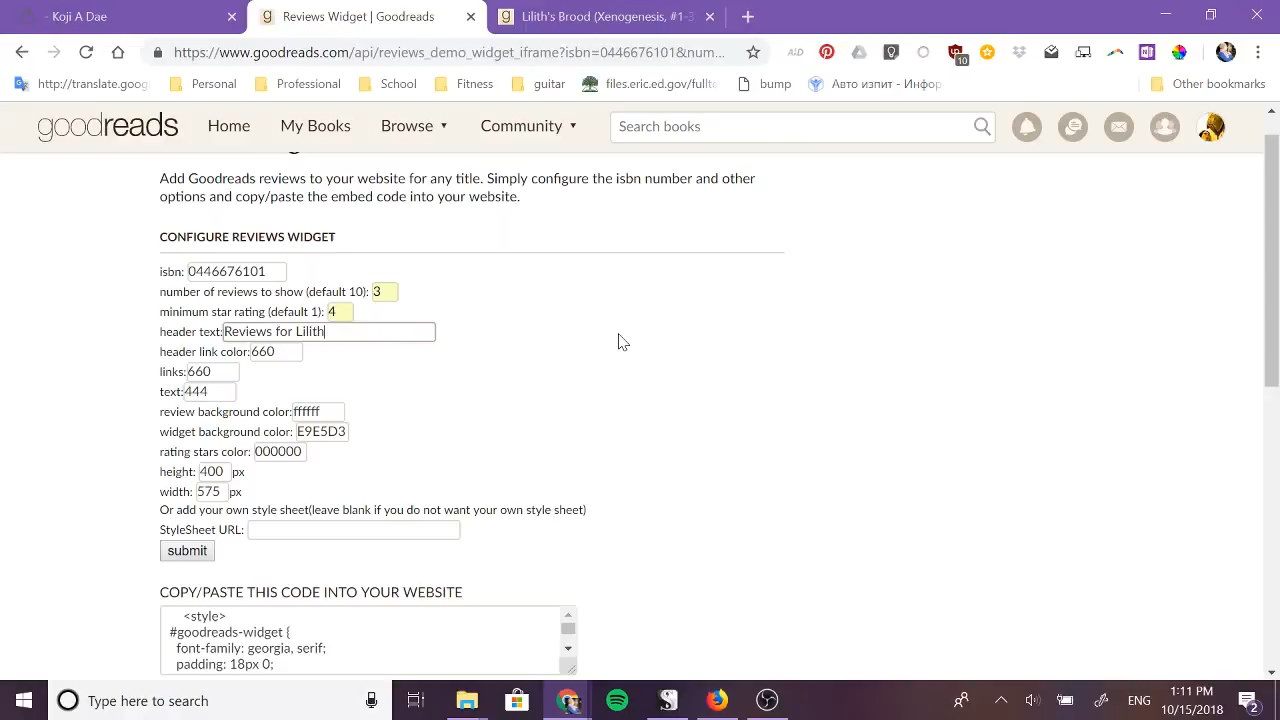 - Koji A Dae
Reviews Widget | Goodreads
Lilith's Brood (Xenogenesis, #1-3
https://www.goodreads.com/api/reviews_demo_widget_iframe?isbn=0446676101&num...
10
http://translate.goog
Personal
Professional
School
Fitness
guitar
files.eric.ed.gov/fullte
bump
Авто изпит - Инфор
Other bookmarks
goodreads
Home
My Books
Browse
Community
Search books
Add Goodreads reviews to your website for any title. Simply configure the isbn number and other
options and copy/paste the embed code into your website.
CONFIGURE REVIEWS WIDGET
isbn: 0446676101
number of reviews to show (default 10): 3
minimum star rating (default 1): 4
header text: Reviews for Lilith
header link color: 660
links: 660
text: 444
review background color: ffffff
widget background color: E9E5D3
rating stars color: 000000
height: 400 px
width: 575 px
Or add your own style sheet(leave blank if you do not want your own style sheet)
StyleSheet URL:
submit
COPY/PASTE THIS CODE INTO YOUR WEBSITE
<style>
#goodreads-widget {
font-family: georgia, serif;
padding: 18px 0;
Type here to search
ENG
1:11 PM
10/15/2018
2